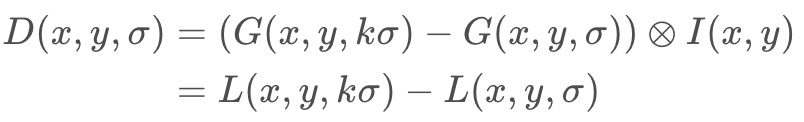 D(x, y, σ) = (G(x, y, kσ) − G(x, y, σ)) ⊗ I(x, y)
= L(x, y, kσ) − L(x, y, σ)